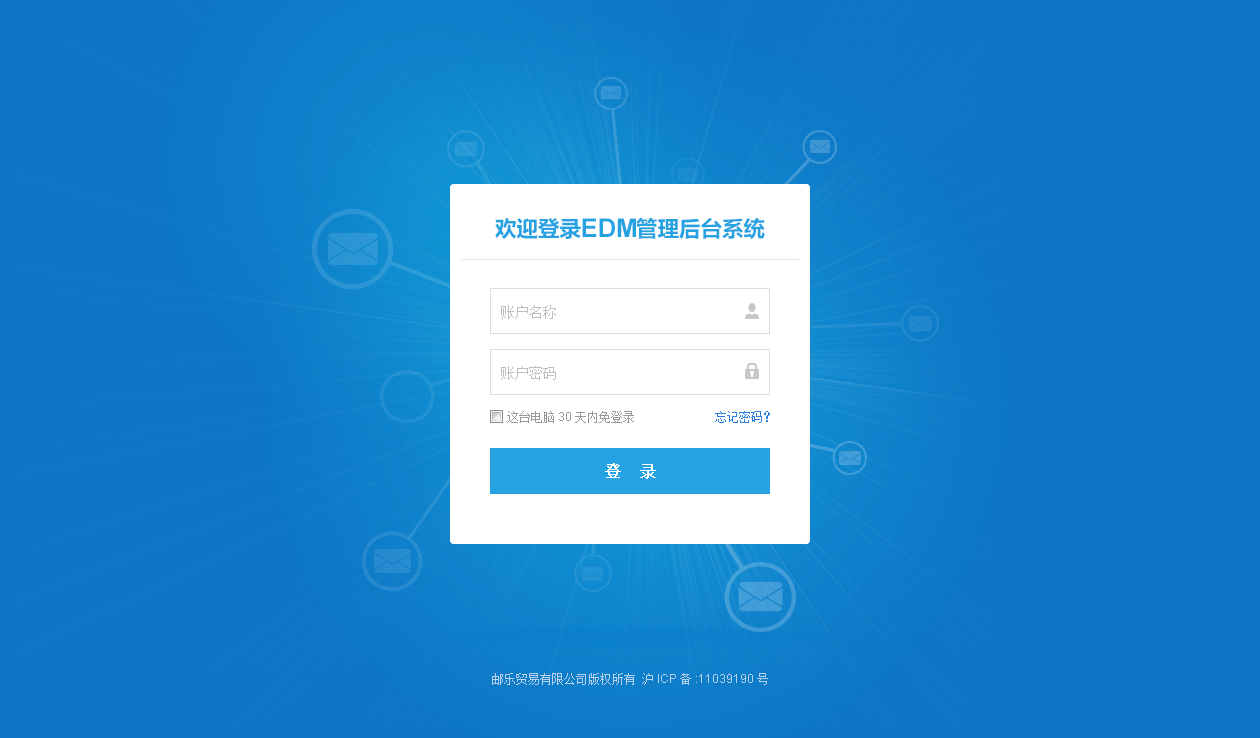 欢迎登录EDM管理后台系统
账户名称
账户密码
这台电脑 30 天内免登录 忘记密码?
登 录
邮乐贸易有限公司版权所有 沪 ICP 备 :11039190 号